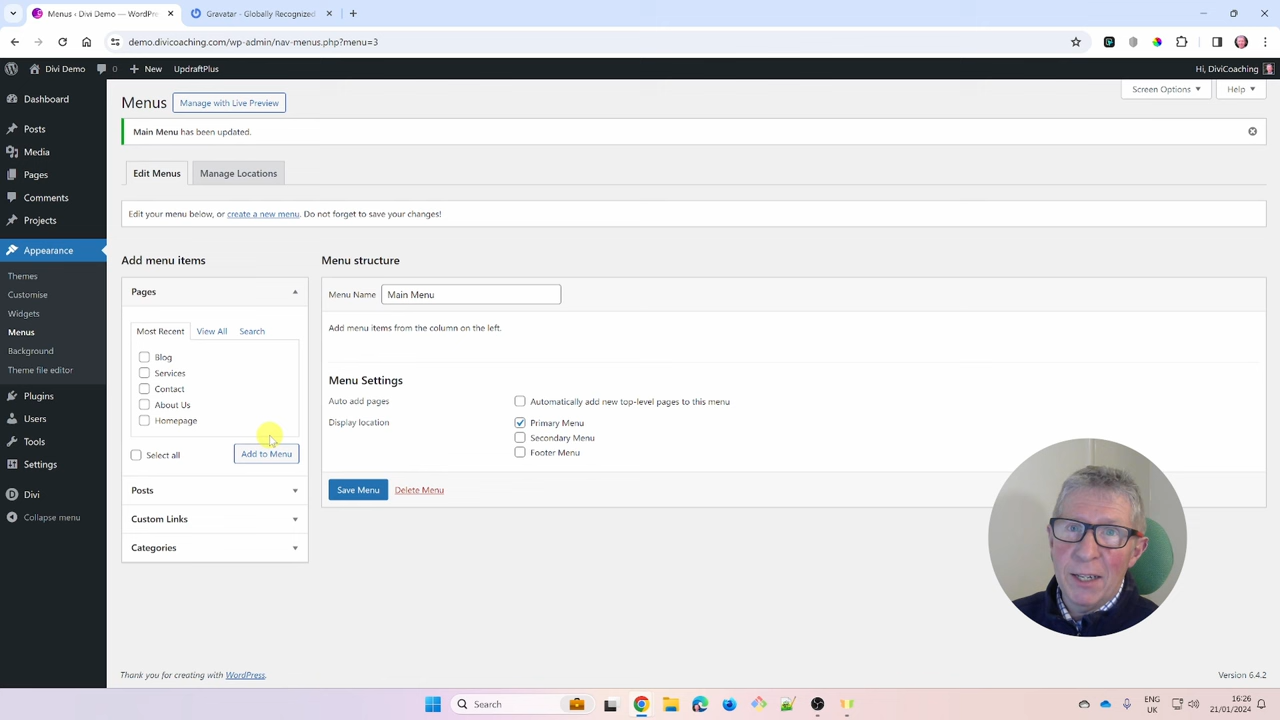 Menus ‹ Divi Demo — WordPre
Gravatar - Globally Recognized
demo.divicoaching.com/wp-admin/nav-menus.php?menu=3
Divi Demo
0
New
UpdraftPlus
Hi, DiviCoaching
Dashboard
Posts
Media
Pages
Comments
Projects
Appearance
Themes
Customise
Widgets
Menus
Background
Theme file editor
Plugins
Users
Tools
Settings
Divi
Collapse menu
Menus
Manage with Live Preview
Screen Options
Help
Main Menu has been updated.
Edit Menus
Manage Locations
Edit your menu below, or create a new menu. Do not forget to save your changes!
Add menu items
Pages
Most Recent
View All
Search
Blog
Services
Contact
About Us
Homepage
Select all
Add to Menu
Posts
Custom Links
Categories
Menu structure
Menu Name
Main Menu
Add menu items from the column on the left.
Menu Settings
Auto add pages
Automatically add new top-level pages to this menu
Display location
Primary Menu
Secondary Menu
Footer Menu
Save Menu
Delete Menu
Thank you for creating with WordPress.
Version 6.4.2
Search
ENG
UK
16:26
21/01/2024